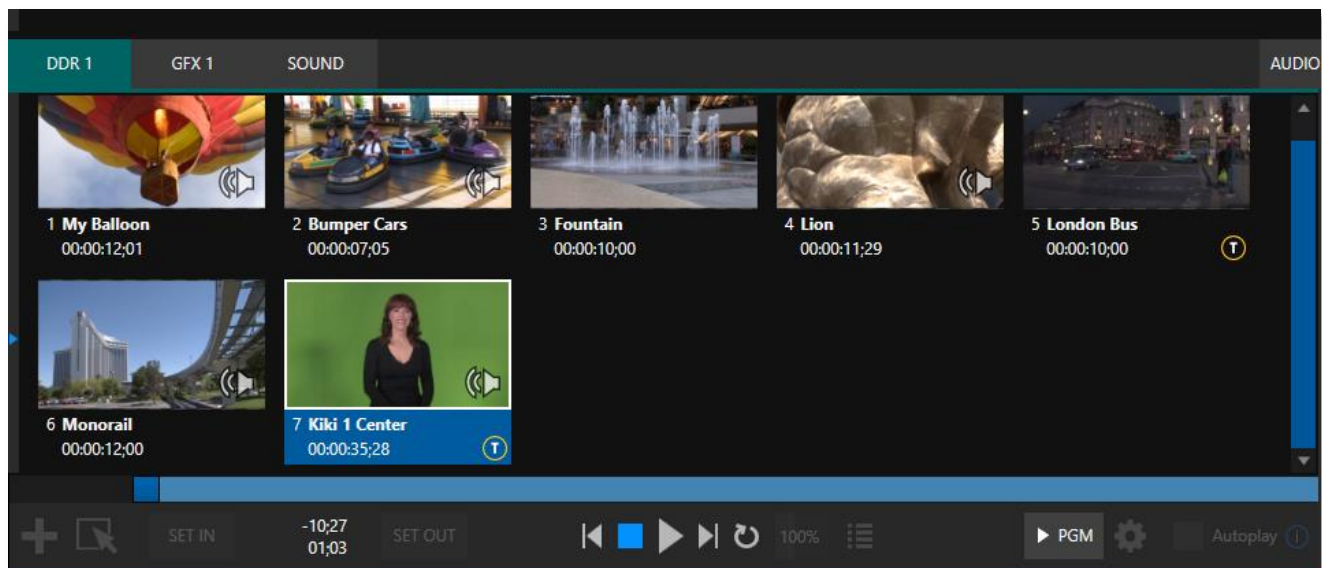 DDR 1 GFX 1 SOUND AUDIO
1 My Balloon 2 Bumper Cars 3 Fountain 4 Lion 5 London Bus
00:00:12;01 00:00:07;05 00:00:10;00 00:00:11;29 00:00:10;00 T
6 Monorail 7 Kiki 1 Center
00:00:12;00 00:00:35;28 T
SET IN -10;27 SET OUT 100% PGM Autoplay i
01;03